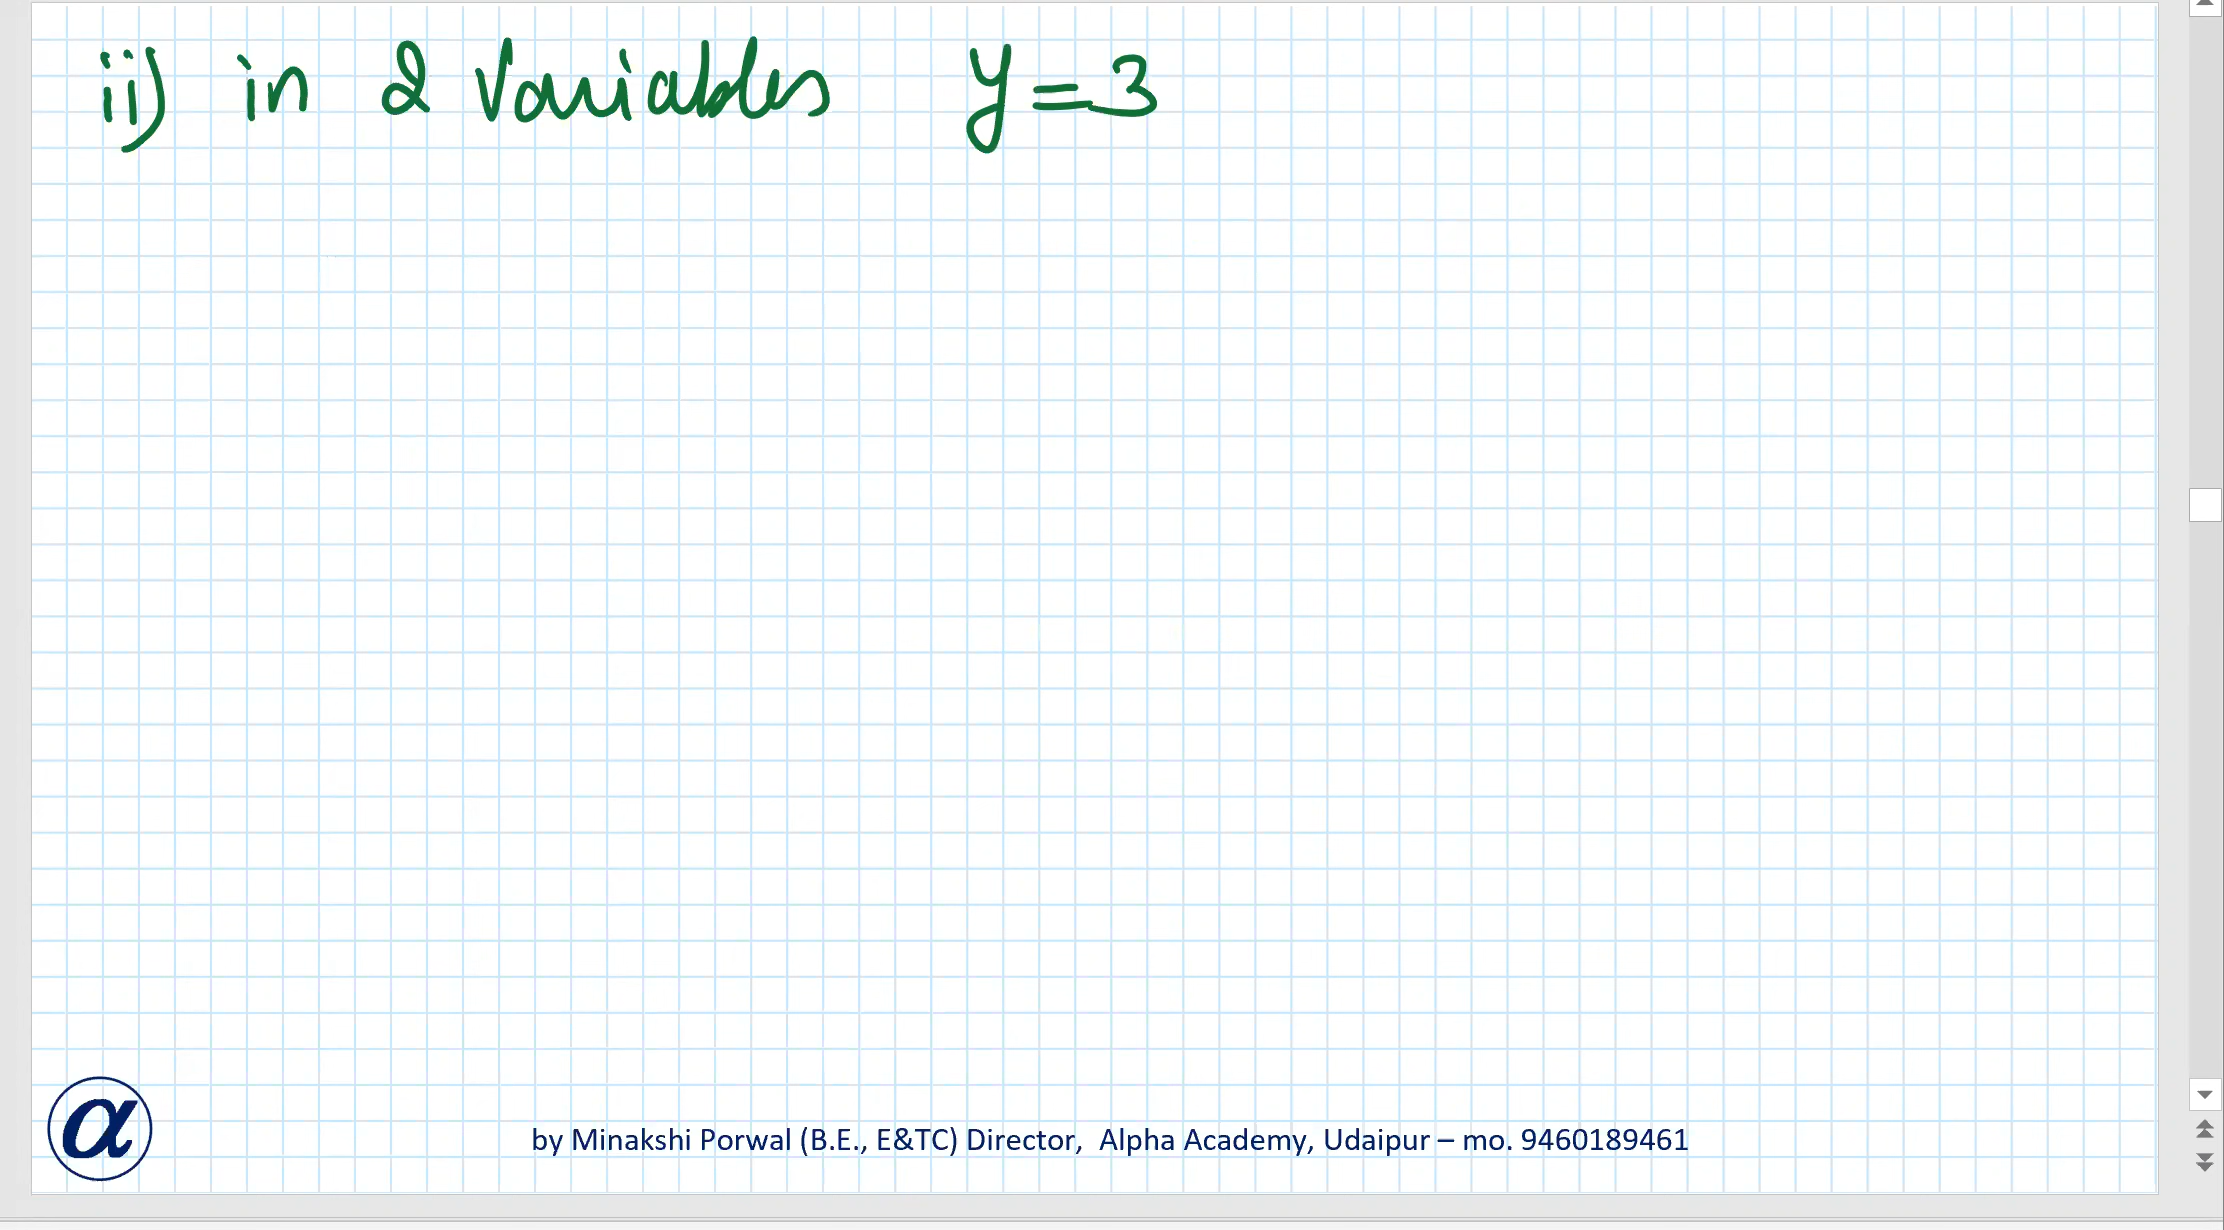 ii) in 2 Variables y=3
α
by Minakshi Porwal (B.E., E&TC) Director, Alpha Academy, Udaipur – mo. 9460189461